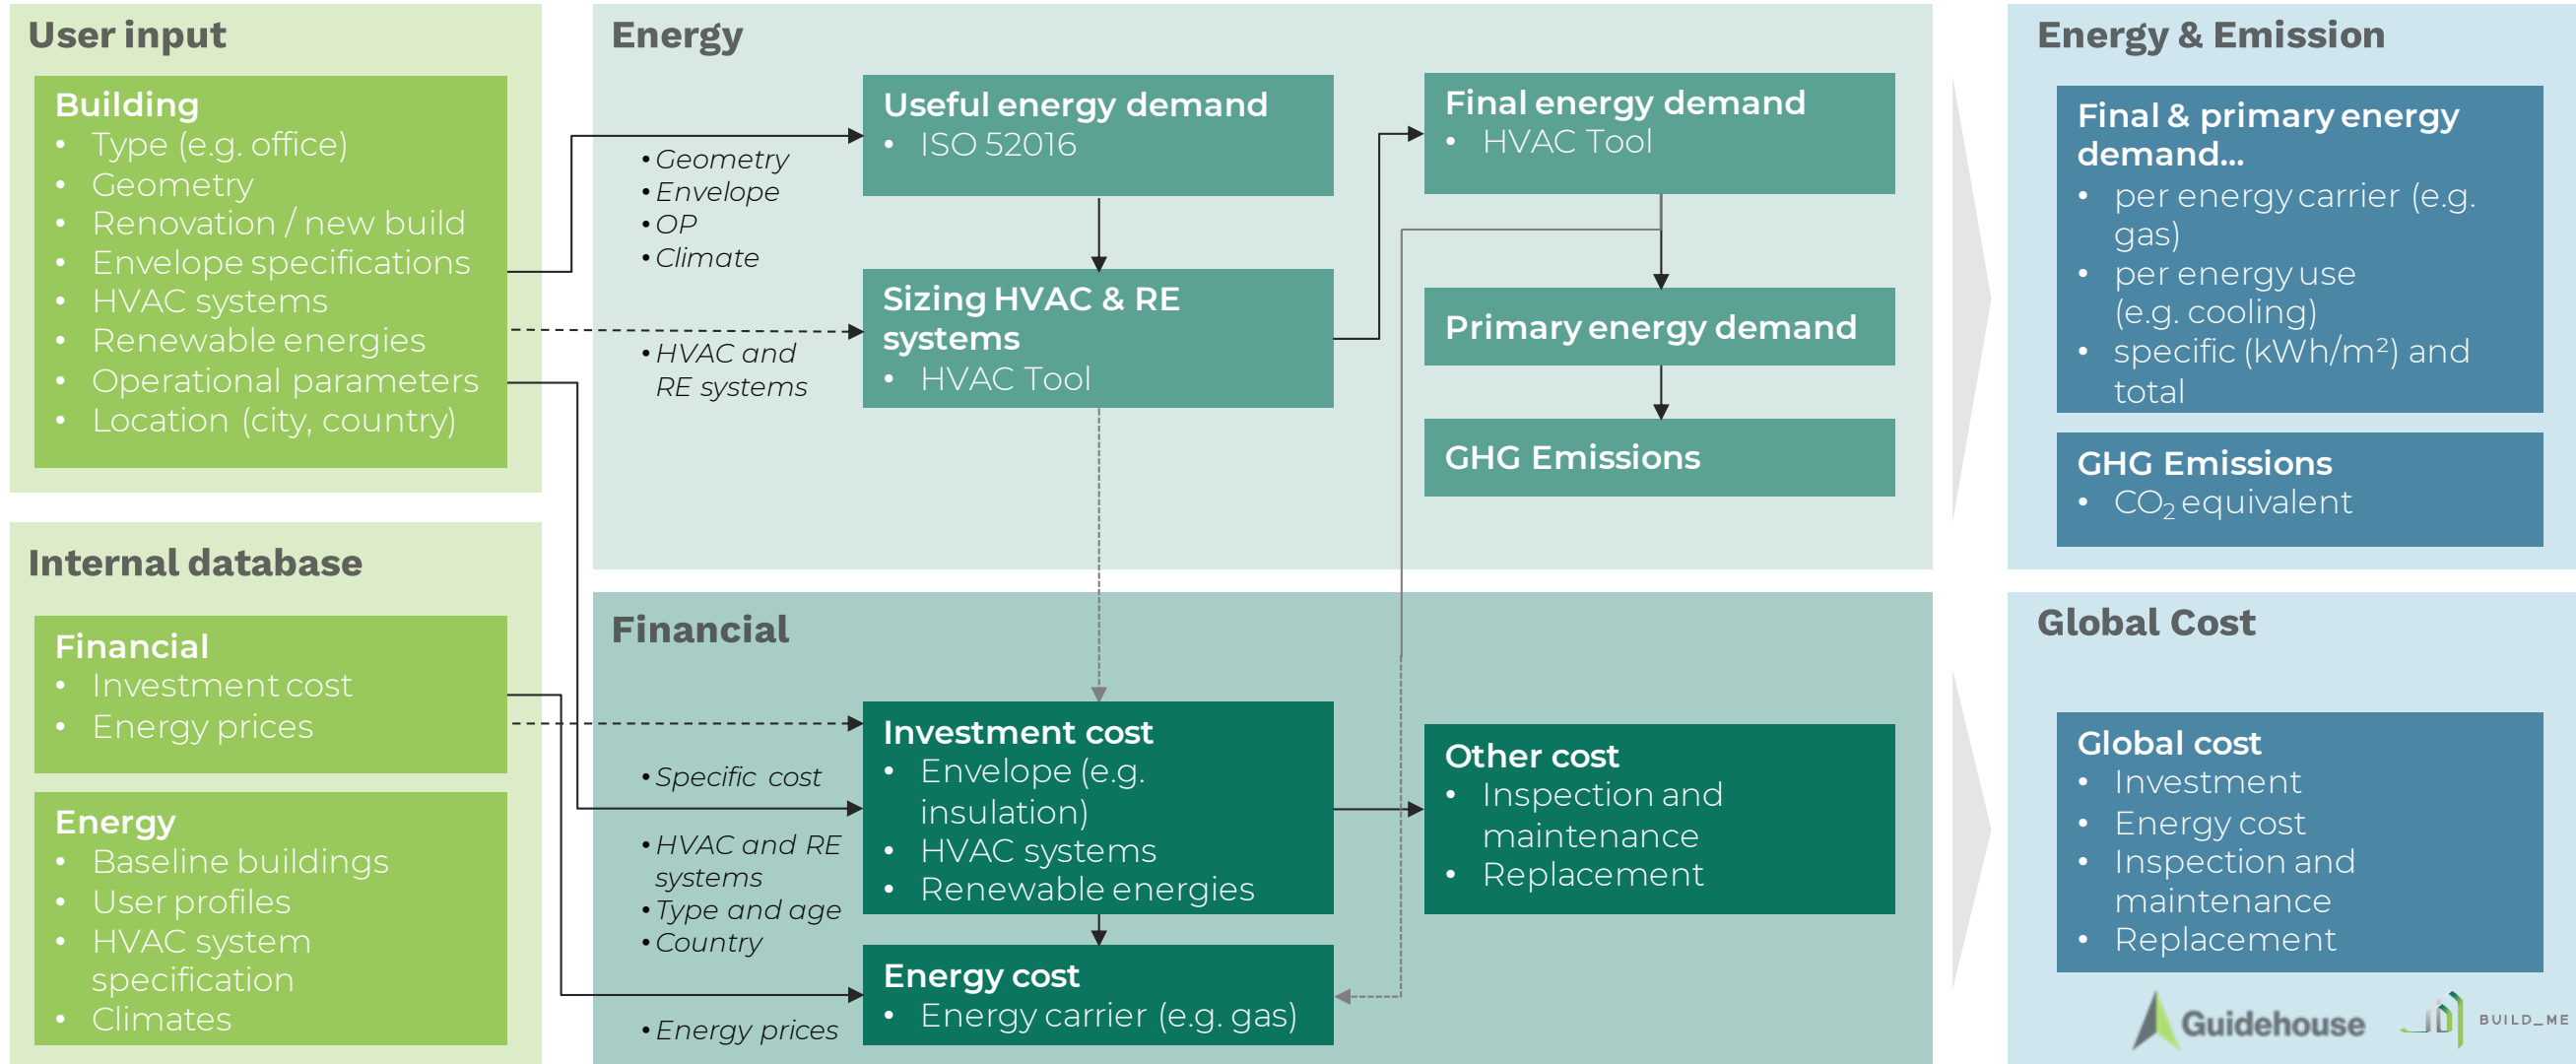 User input
Building
• Type (e.g. office)
• Geometry
• Renovation / new build
• Envelope specifications
• HVAC systems
• Renewable energies
• Operational parameters
• Location (city, country)
Internal database
Financial
• Investment cost
• Energy prices
Energy
• Baseline buildings
• User profiles
• HVAC system
specification
• Climates
Energy
• Geometry
• Envelope
• OP
• Climate
• HVAC and
RE systems
Useful energy demand
• ISO 52016
Sizing HVAC & RE
systems
• HVAC Tool
Final energy demand
• HVAC Tool
Primary energy demand
GHG Emissions
Financial
• Specific cost
• HVAC and RE
systems
• Type and age
• Country
• Energy prices
Investment cost
• Envelope (e.g.
insulation)
• HVAC systems
• Renewable energies
Energy cost
• Energy carrier (e.g. gas)
Other cost
• Inspection and
maintenance
• Replacement
Energy & Emission
Final & primary energy
demand...
• per energy carrier (e.g.
gas)
• per energy use
(e.g. cooling)
• specific (kWh/m²) and
total
GHG Emissions
• CO₂ equivalent
Global Cost
Global cost
• Investment
• Energy cost
• Inspection and
maintenance
• Replacement
Guidehouse
BUILD_ME